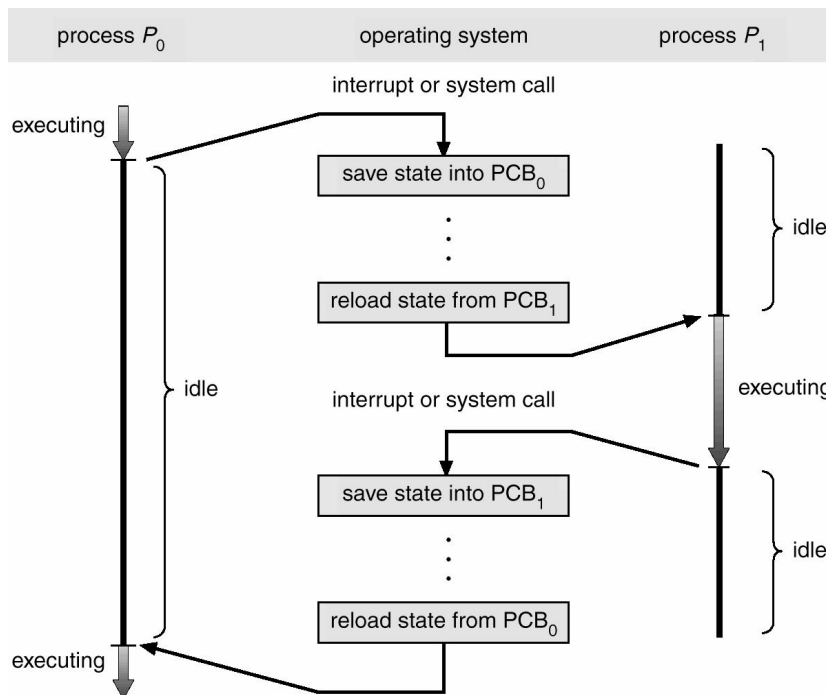 process P₀ operating system process P₁
interrupt or system call
executing
save state into PCB₀
idle
reload state from PCB₁
idle
executing
interrupt or system call
save state into PCB₁
idle
reload state from PCB₀
executing